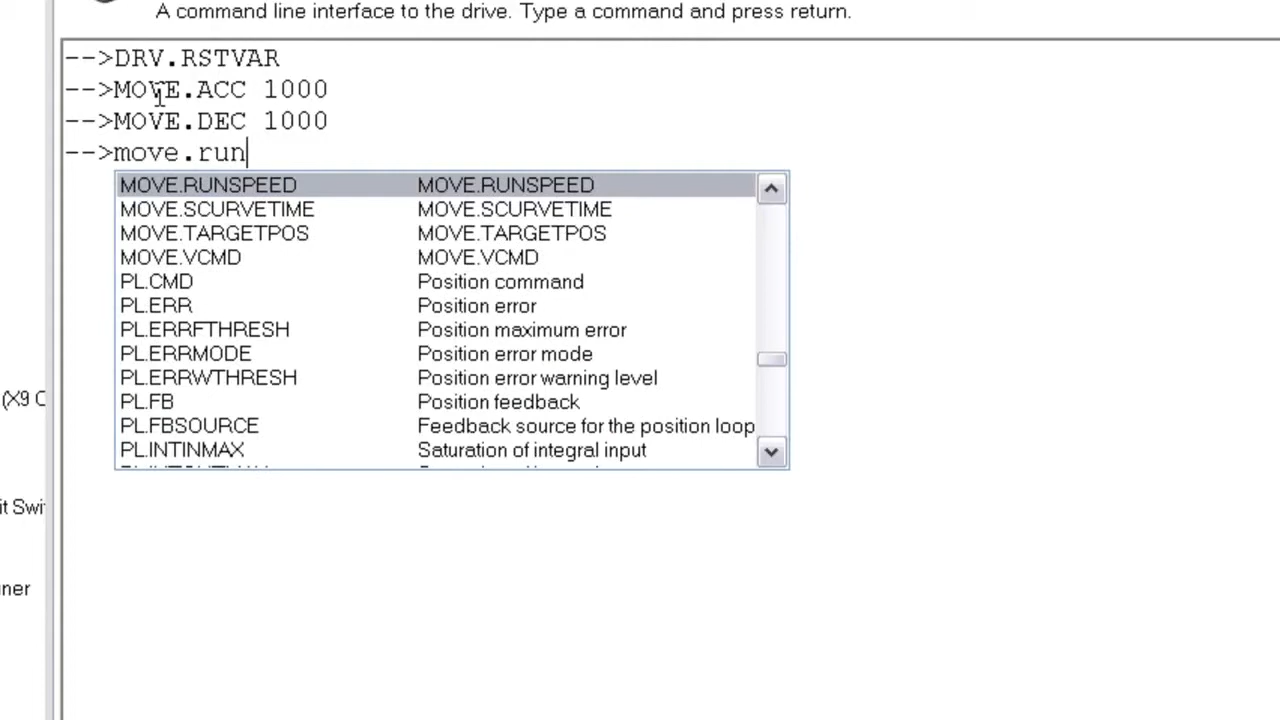 A command line interface to the drive. Type a command and press return.
-->DRV.RSTVAR
-->MOVE.ACC 1000
-->MOVE.DEC 1000
-->move.run
MOVE.RUNSPEED MOVE.RUNSPEED
MOVE.SCURVETIME MOVE.SCURVETIME
MOVE.TARGETPOS MOVE.TARGETPOS
MOVE.VCMD MOVE.VCMD
PL.CMD Position command
PL.ERR Position error
PL.ERRFTHRESH Position maximum error
PL.ERRMODE Position error mode
PL.ERRWTHRESH Position error warning level
PL.FB Position feedback
PL.FBSOURCE Feedback source for the position loop
PL.INTINMAX Saturation of integral input
(X9
it Swi
ner